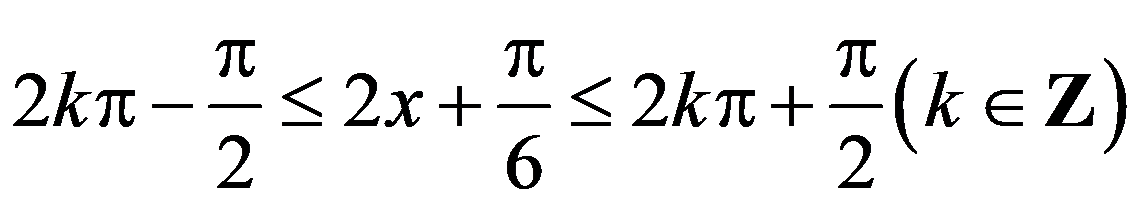 2kπ − π/2 ≤ 2x + π/6 ≤ 2kπ + π/2 (k ∈ Z)